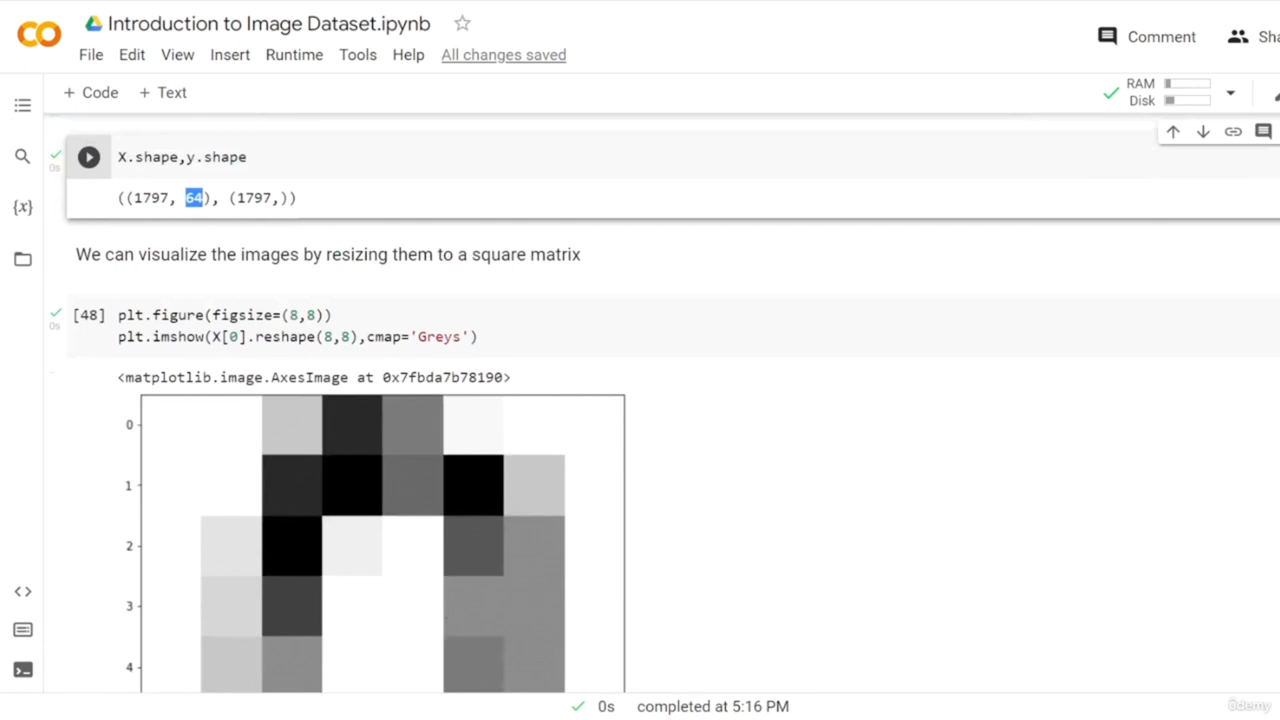 Introduction to Image Dataset.ipynb
File Edit View Insert Runtime Tools Help All changes saved
Comment
+ Code + Text
RAM
Disk
0s
X.shape,y.shape
((1797, 64), (1797,))
{x}
We can visualize the images by resizing them to a square matrix
0s
[48] plt.figure(figsize=(8,8))
plt.imshow(X[0].reshape(8,8),cmap='Greys')
<matplotlib.image.AxesImage at 0x7fbda7b78190>
0
1
2
3
4
0s completed at 5:16 PM
ûdemy